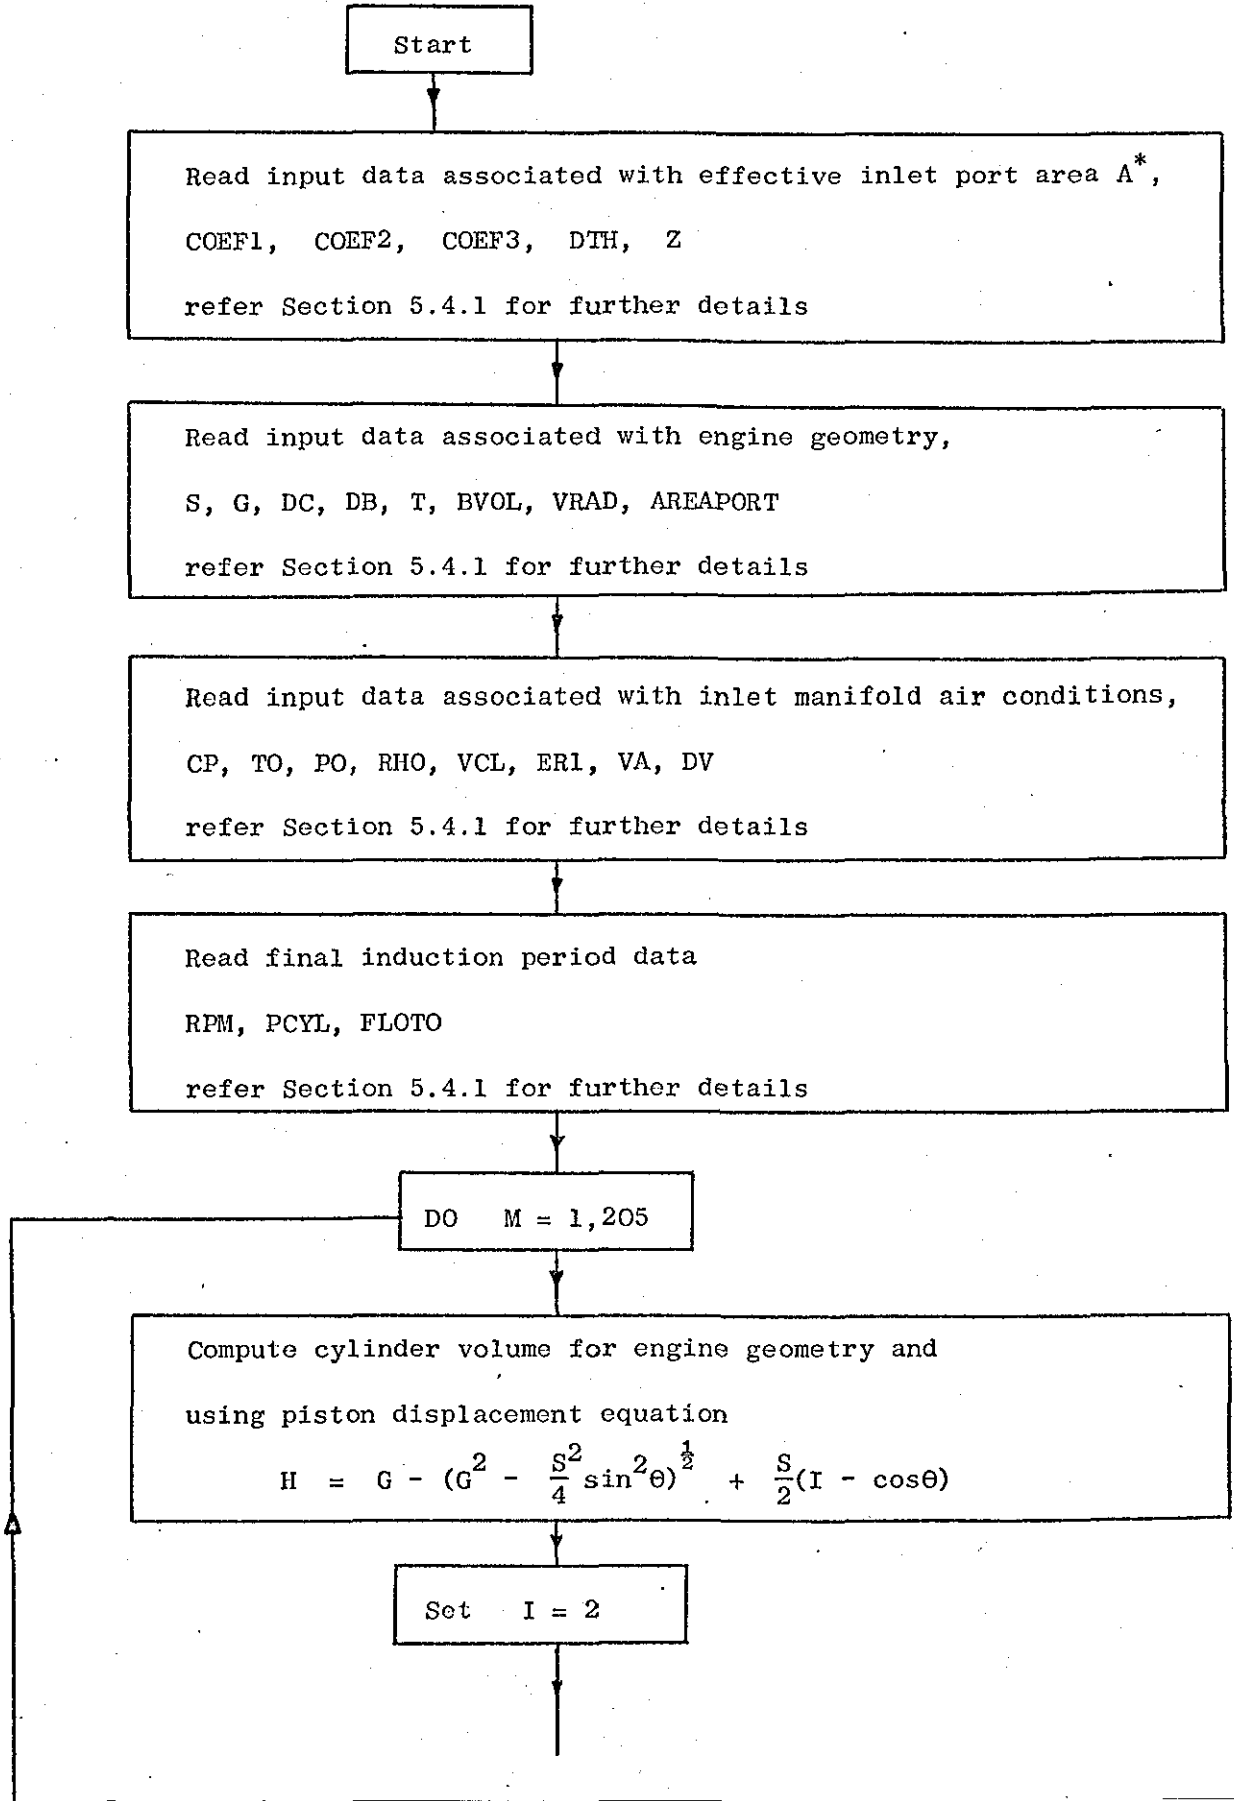 Start
Read input data associated with effective inlet port area A*,
COEF1, COEF2, COEF3, DTH, Z
refer Section 5.4.1 for further details
Read input data associated with engine geometry,
S, G, DC, DB, T, BVOL, VRAD, AREAPORT
refer Section 5.4.1 for further details
Read input data associated with inlet manifold air conditions,
CP, TO, PO, RHO, VCL, ER1, VA, DV
refer Section 5.4.1 for further details
Read final induction period data
RPM, PCYL, FLOTO
refer Section 5.4.1 for further details
DO M = 1,205
Compute cylinder volume for engine geometry and
using piston displacement equation
H = G - (G² - S²/4 sin²θ)^½ + S/2(I - cosθ)
Set I = 2